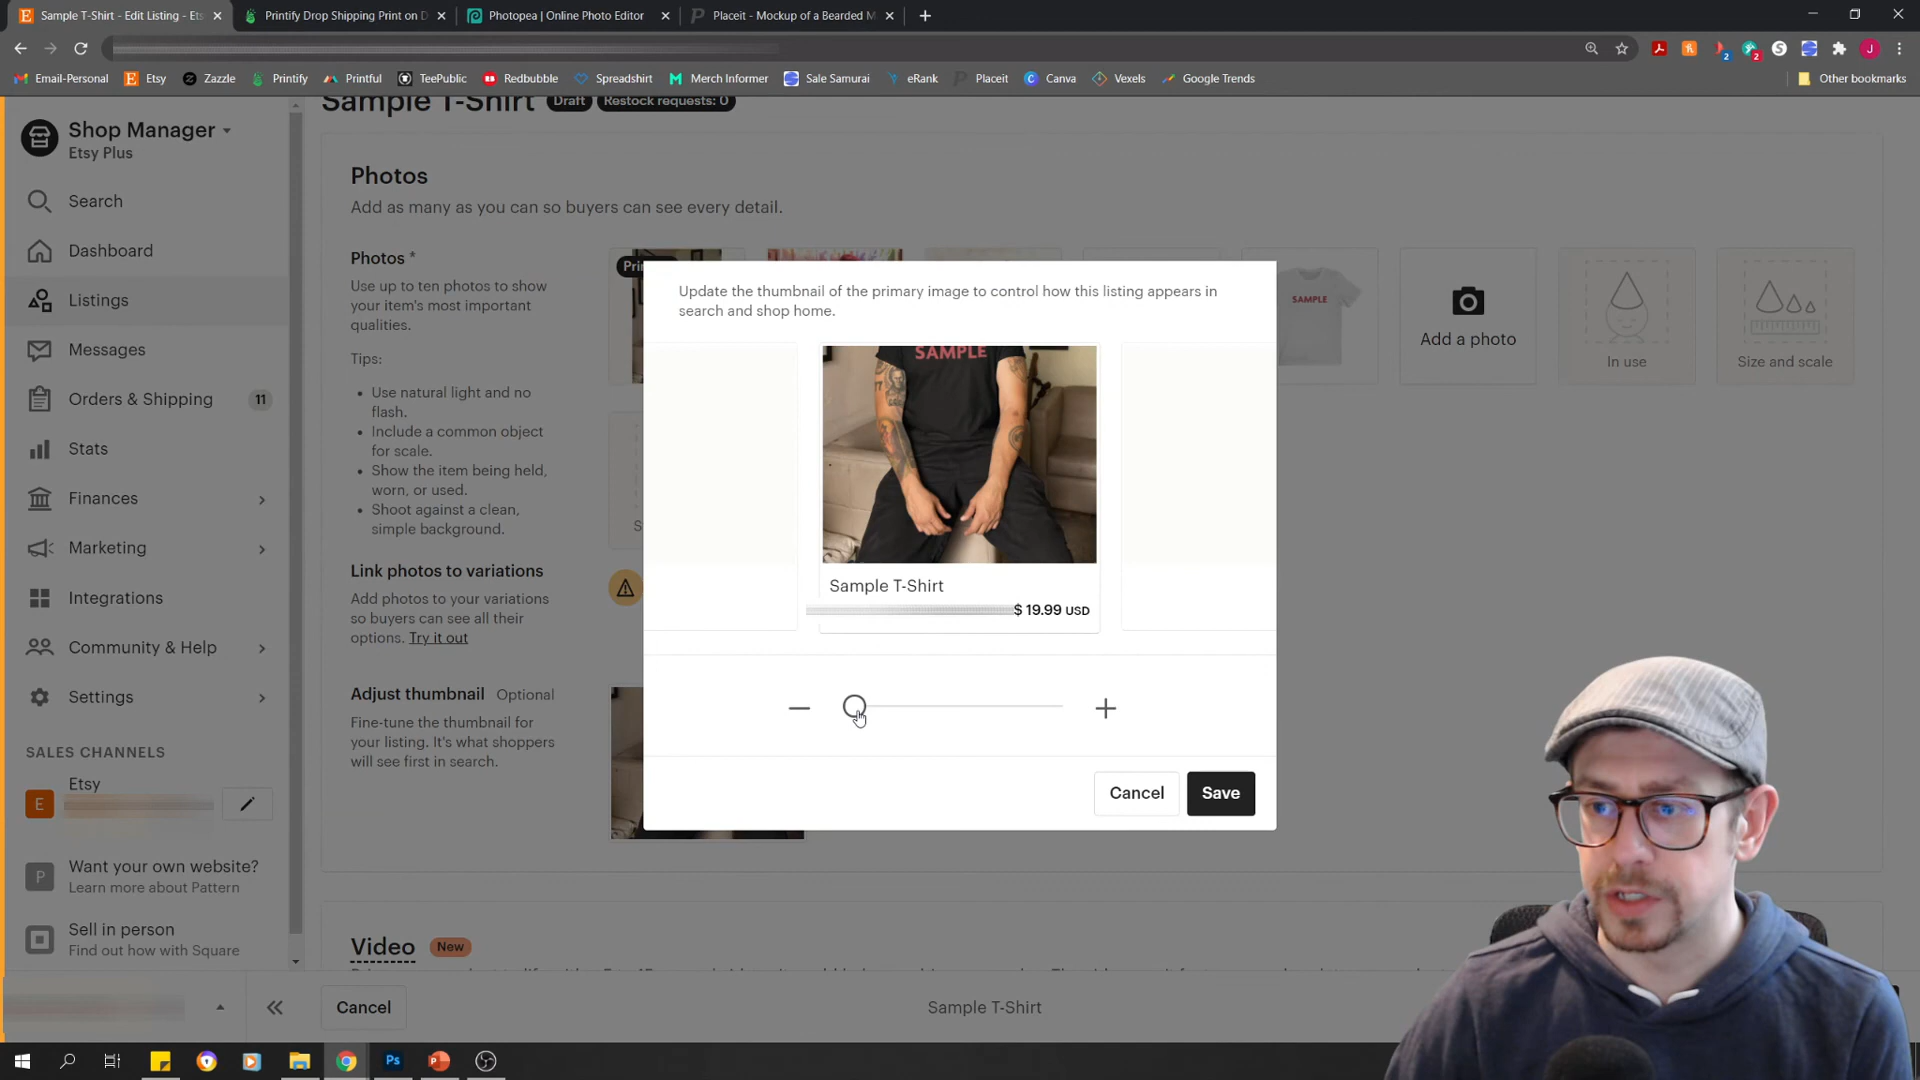 Sample T-Shirt - Edit Listing - Ets
Printify Drop Shipping Print on D
Photopea | Online Photo Editor
Placeit - Mockup of a Bearded M
Email-Personal
Etsy
Zazzle
Printify
Printful
TeePublic
Redbubble
Spreadshirt
Merch Informer
Sale Samurai
eRank
Placeit
Canva
Vexels
Google Trends
Other bookmarks
Shop Manager
Etsy Plus
Search
Dashboard
Listings
Messages
Orders & Shipping 11
Stats
Finances
Marketing
Integrations
Community & Help
Settings
SALES CHANNELS
E Etsy
P Want your own website?
Learn more about Pattern
Sell in person
Find out how with Square
Sample T-Shirt Draft Restock requests: 0
Photos
Add as many as you can so buyers can see every detail.
Photos *
Use up to ten photos to show
your item's most important
qualities.
Tips:
• Use natural light and no
flash.
• Include a common object
for scale.
• Show the item being held,
worn, or used.
• Shoot against a clean,
simple background.
Link photos to variations
Add photos to your variations
so buyers can see all their
options. Try it out
Adjust thumbnail Optional
Fine-tune the thumbnail for
your listing. It's what shoppers
will see first in search.
SAMPLE
Add a photo
In use
Size and scale
Update the thumbnail of the primary image to control how this listing appears in
search and shop home.
SAMPLE
Sample T-Shirt
$ 19.99 USD
Cancel
Save
Video New
Cancel
Sample T-Shirt